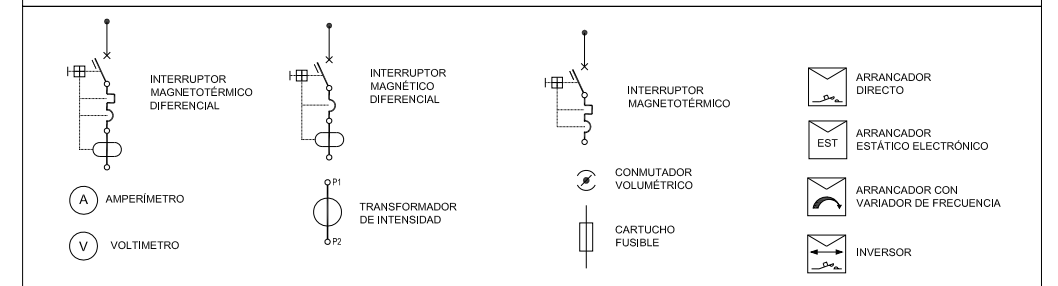 INTERRUPTOR
MAGNETOTÉRMICO
DIFERENCIAL
INTERRUPTOR
MAGNÉTICO
DIFERENCIAL
INTERRUPTOR
MAGNETOTÉRMICO
ARRANCADOR
DIRECTO
EST
ARRANCADOR
ESTÁTICO ELECTRÓNICO
A
AMPERÍMETRO
P1
TRANSFORMADOR
DE INTENSIDAD
P2
CONMUTADOR
VOLUMÉTRICO
ARRANCADOR CON
VARIADOR DE FRECUENCIA
V
VOLTIMETRO
CARTUCHO
FUSIBLE
INVERSOR